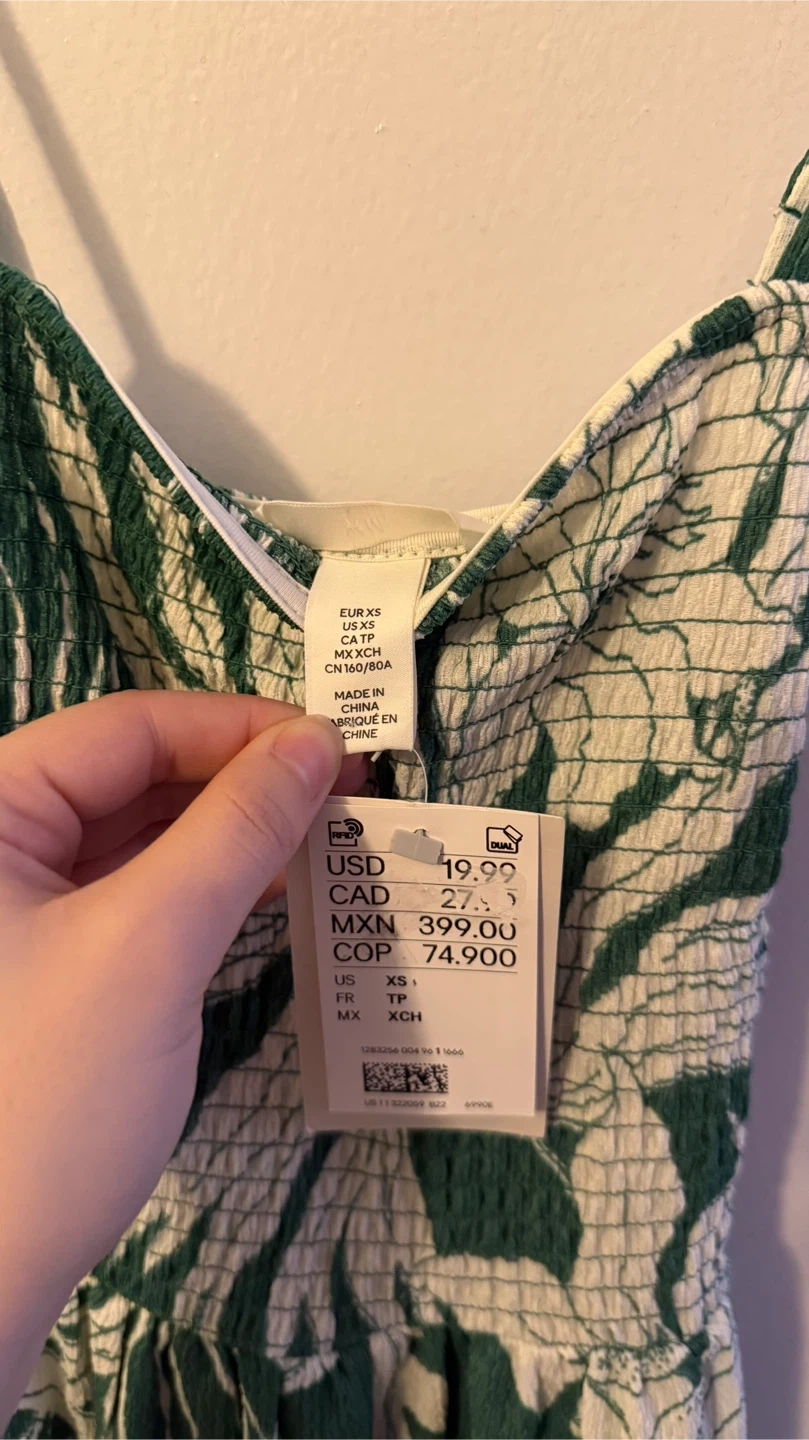 EUR XS
US XS
CA TP
MX XCH
CN 160/80A
MADE IN
CHINA
ABRIQUÉ EN
CHINE
RFID
DUAL
USD 19.99
CAD
MXN 399.00
COP 74.900
US XS
FR TP
MX XCH